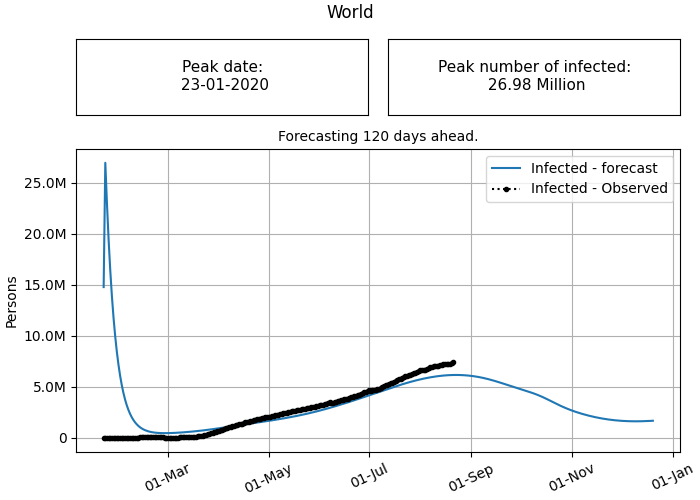 World
Peak date:
23-01-2020
Peak number of infected:
26.98 Million
Forecasting 120 days ahead.
Infected - forecast
Infected - Observed
Persons
25.0M
20.0M
15.0M
10.0M
5.0M
0
01-Mar
01-May
01-Jul
01-Sep
01-Nov
01-Jan